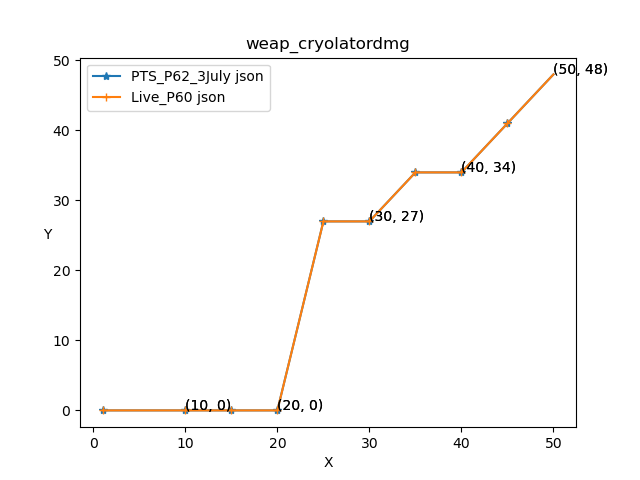 weap_cryolatordmg
PTS_P62_3July json
Live_P60 json
50
40
30
20
10
0
Y
(50, 48)
(40, 34)
(30, 27)
(10, 0)
(20, 0)
0 10 20 30 40 50
X